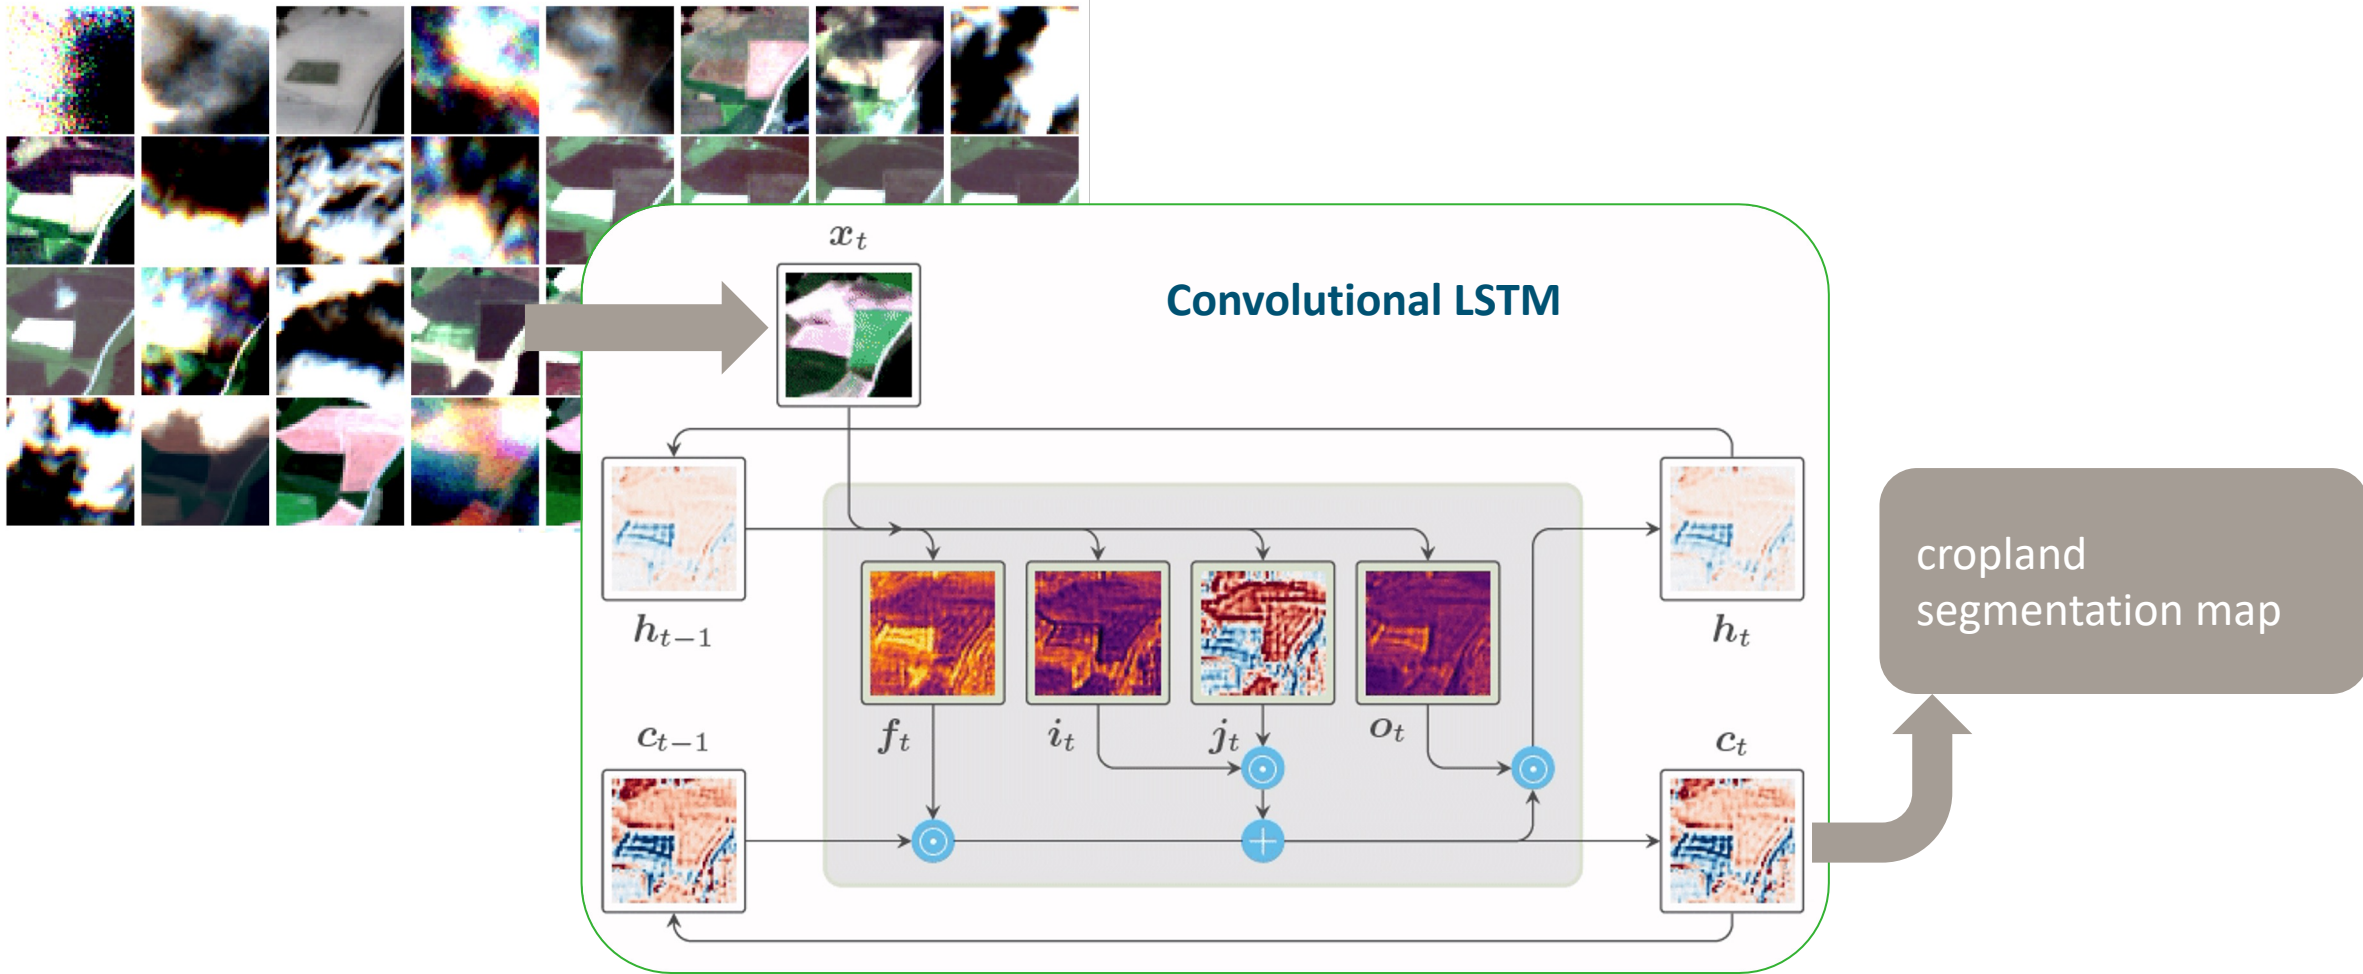 x_t
Convolutional LSTM
h_{t−1}
h_t
f_t
i_t
j_t
o_t
c_{t−1}
c_t
cropland
segmentation map